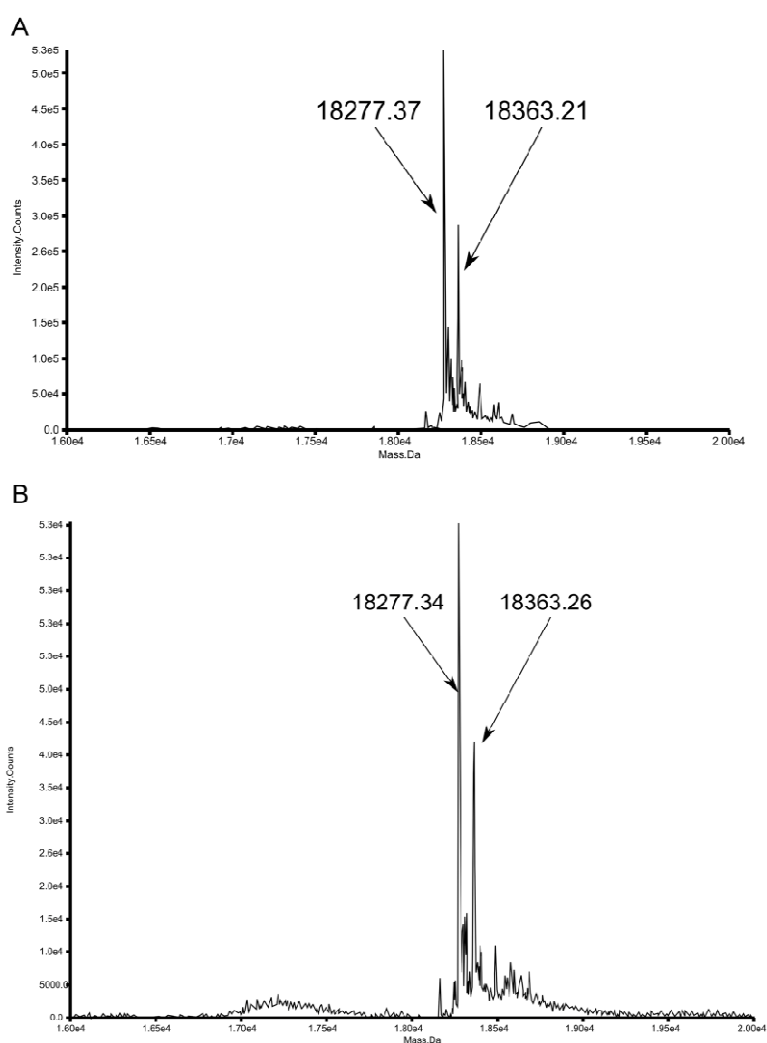 A
5.3e5
5.0e5
4.5e5
4.0e5
3.5e5
3.0e5
2.6e5
2.0e5
1.5e5
1.0e5
5.0e4
0.0
Intensity.Counts
18277.37
18363.21
1.60e4
1.65e4
1.7e4
1.75e4
1.80e4
1.85e4
1.90e4
1.95e4
2.00e4
Mass.Da
B
5.3e4
5.3e4
5.3e4
5.3e4
5.3e4
5.0e4
4.5e4
4.0e4
3.5e4
3.0e4
2.6e4
2.0e4
1.5e4
1.0e4
5000.0
0.0
Intensity.Counts
18277.34
18363.26
1.60e4
1.65e4
1.70e4
1.75e4
1.80e4
1.85e4
1.90e4
1.95e4
2.00e4
Mass.Da